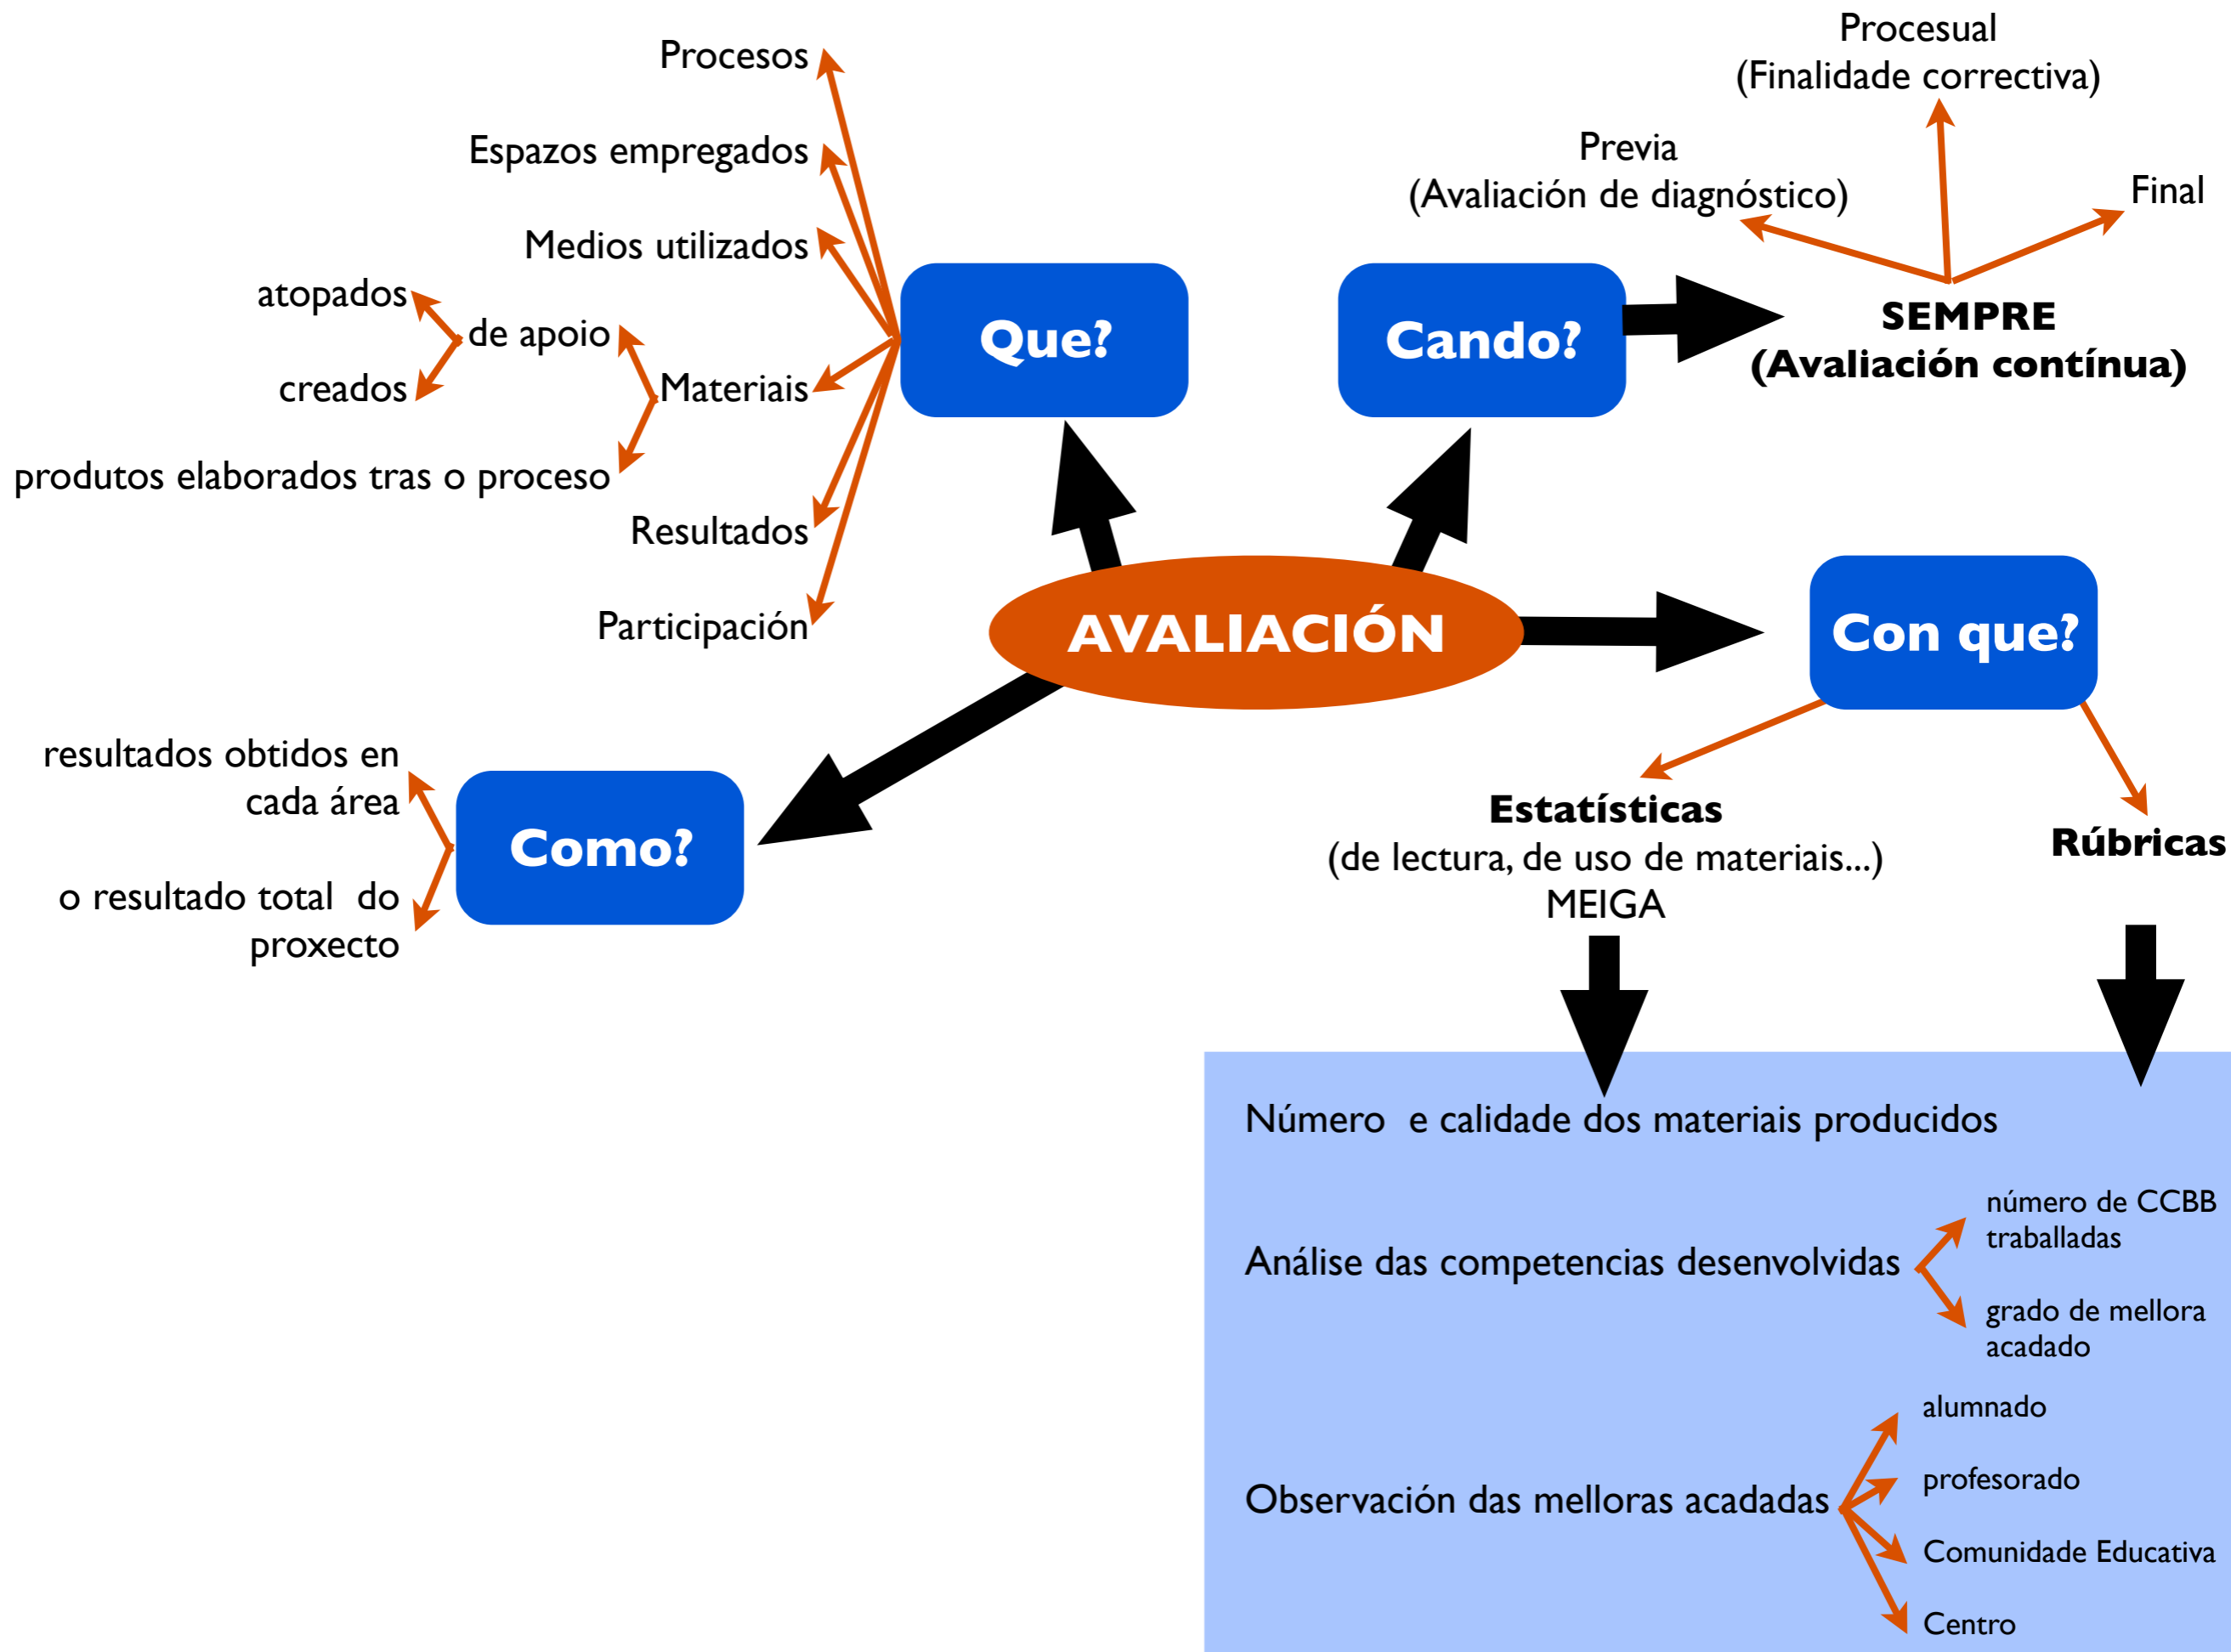 Procesos
Espazos empregados
Medios utilizados
atopados
de apoio
creados
Materiais
produtos elaborados tras o proceso
Resultados
Participación
Que?
Procesual
(Finalidade correctiva)
Previa
(Avaliación de diagnóstico)
Final
Cando?
SEMPRE
(Avaliación contínua)
AVALIACIÓN
Con que?
resultados obtidos en
cada área
Como?
o resultado total  do
proxecto
Estatísticas
(de lectura, de uso de materiais...)
MEIGA
Rúbricas
Número  e calidade dos materiais producidos
Análise das competencias desenvolvidas
número de CCBB
traballadas
grado de mellora
acadado
Observación das melloras acadadas
alumnado
profesorado
Comunidade Educativa
Centro